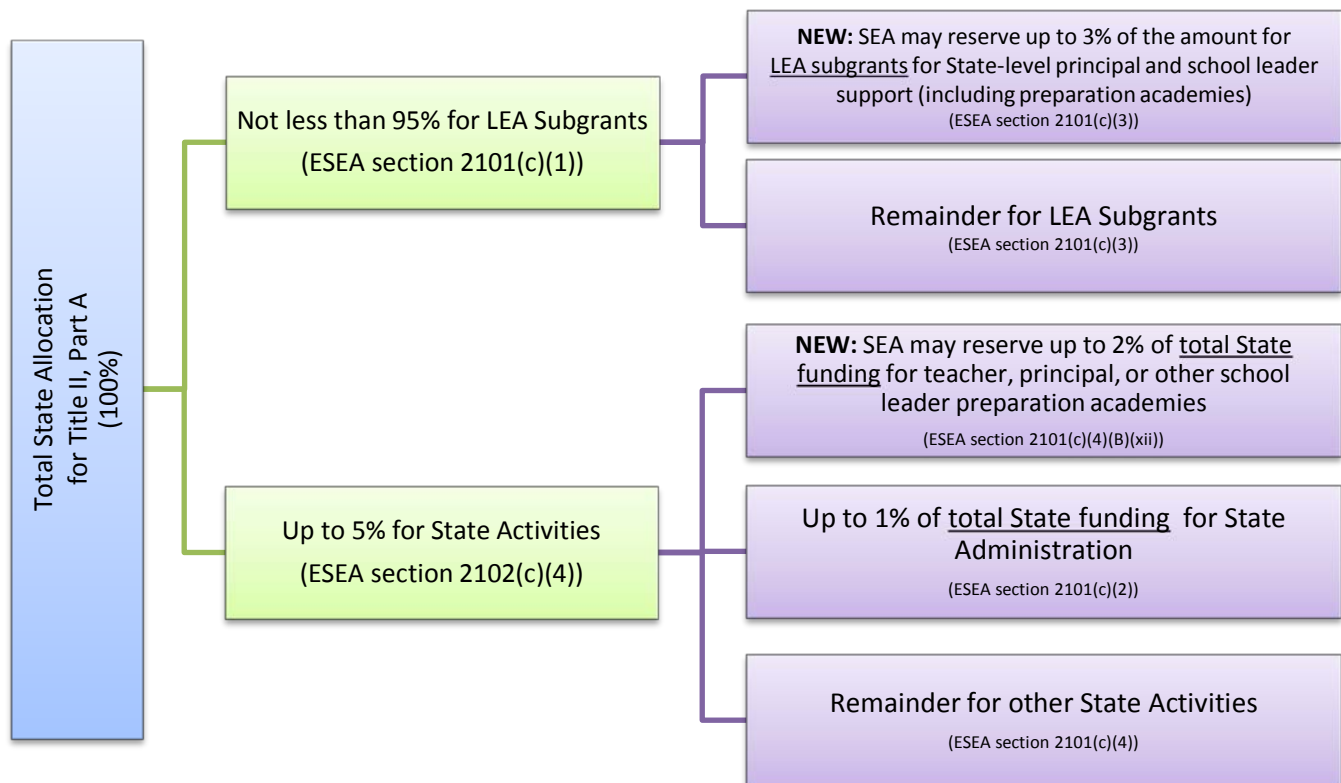 Total State Allocation
for Title II, Part A
(100%)
Not less than 95% for LEA Subgrants
(ESEA section 2101(c)(1))
NEW: SEA may reserve up to 3% of the amount for
LEA subgrants for State-level principal and school leader
support (including preparation academies)
(ESEA section 2101(c)(3))
Remainder for LEA Subgrants
(ESEA section 2101(c)(3))
Up to 5% for State Activities
(ESEA section 2102(c)(4))
NEW: SEA may reserve up to 2% of total State
funding for teacher, principal, or other school
leader preparation academies
(ESEA section 2101(c)(4)(B)(xii))
Up to 1% of total State funding for State
Administration
(ESEA section 2101(c)(2))
Remainder for other State Activities
(ESEA section 2101(c)(4))